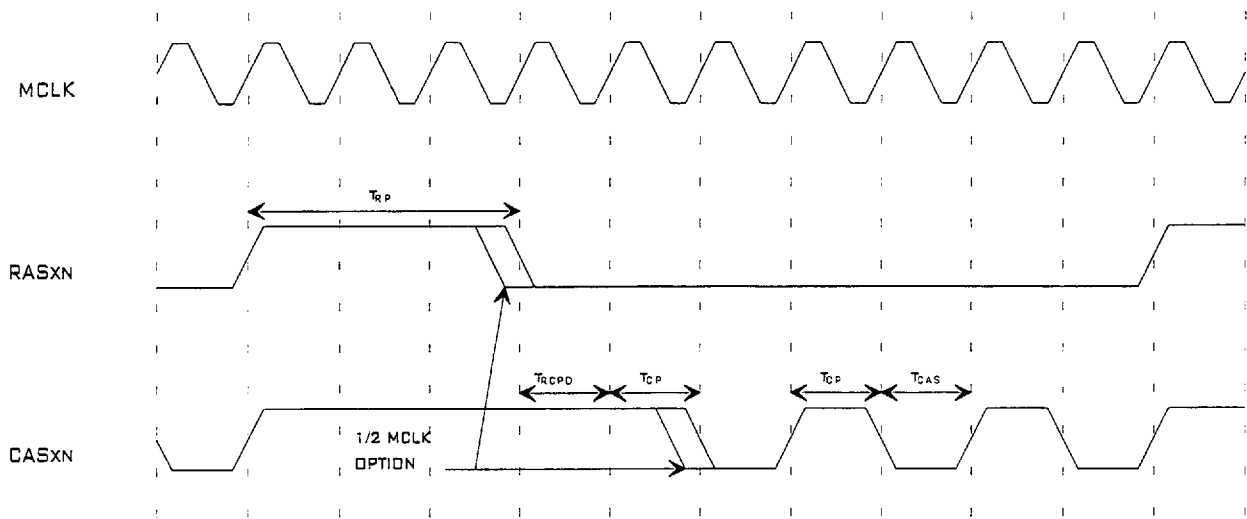 MCLK
TRP
RASXN
TRCPD
TCP
TCP
TCAS
1/2 MCLK
OPTION
CASXN